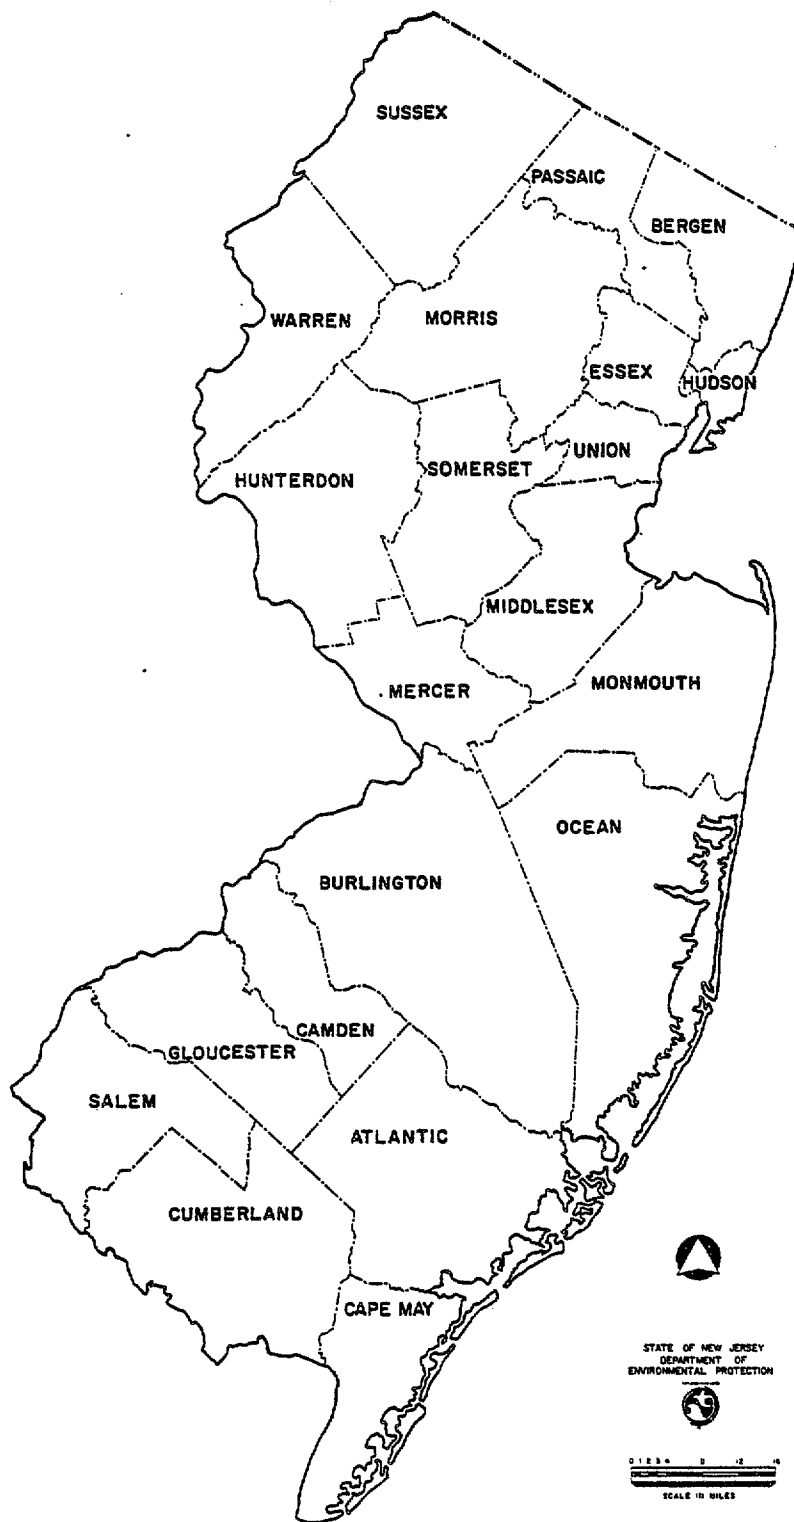 SUSSEX
PASSAIC
BERGEN
WARREN
MORRIS
ESSEX
HUDSON
UNION
SOMERSET
HUNTERDON
MIDDLESEX
MERCER
MONMOUTH
OCEAN
BURLINGTON
CAMDEN
GLOUCESTER
SALEM
ATLANTIC
CUMBERLAND
CAPE MAY
STATE OF NEW JERSEY
DEPARTMENT OF
ENVIRONMENTAL PROTECTION
SCALE IN MILES